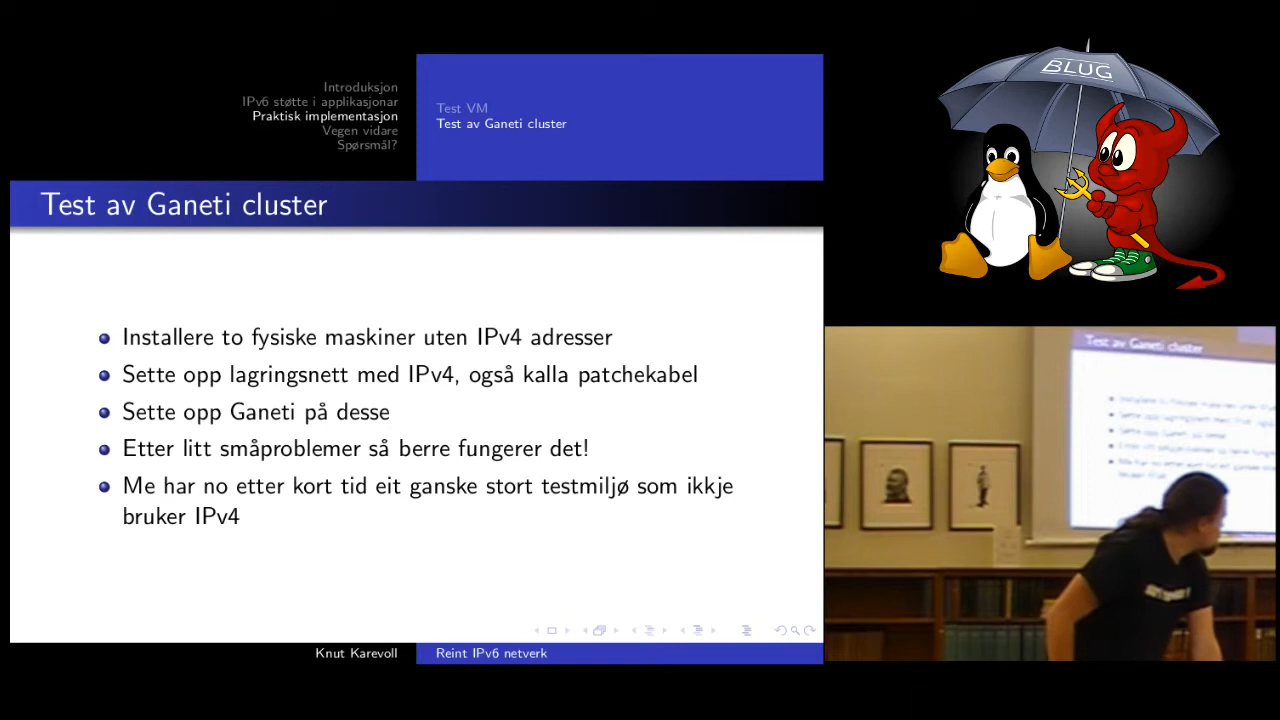 Introduksjon
IPv6 støtte i applikasjonar
Praktisk implementasjon
Vegen vidare
Spørsmål?
Test VM
Test av Ganeti cluster
Test av Ganeti cluster
Installere to fysiske maskiner uten IPv4 adresser
Sette opp lagringsnett med IPv4, også kalla patchekabel
Sette opp Ganeti på desse
Etter litt småproblemer så berre fungerer det!
Me har no etter kort tid eit ganske stort testmiljø som ikkje
bruker IPv4
Knut Karevoll
Reint IPv6 netverk
BLUG
Test av Ganeti cluster